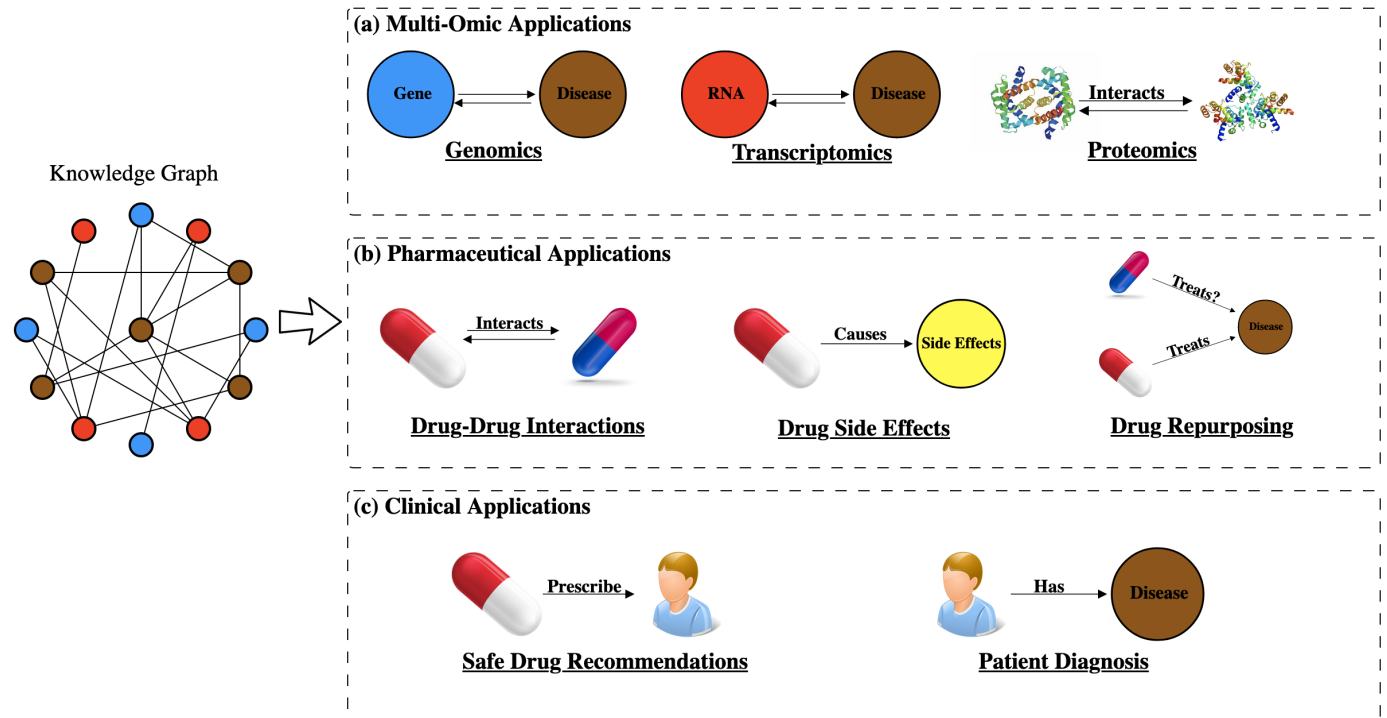 Knowledge Graph
(a) Multi-Omic Applications
Gene
Disease
Genomics
RNA
Disease
Transcriptomics
Interacts
Proteomics
(b) Pharmaceutical Applications
Interacts
Drug-Drug Interactions
Causes
Side Effects
Drug Side Effects
Treats?
Treats
Disease
Drug Repurposing
(c) Clinical Applications
Prescribe
Safe Drug Recommendations
Has
Disease
Patient Diagnosis